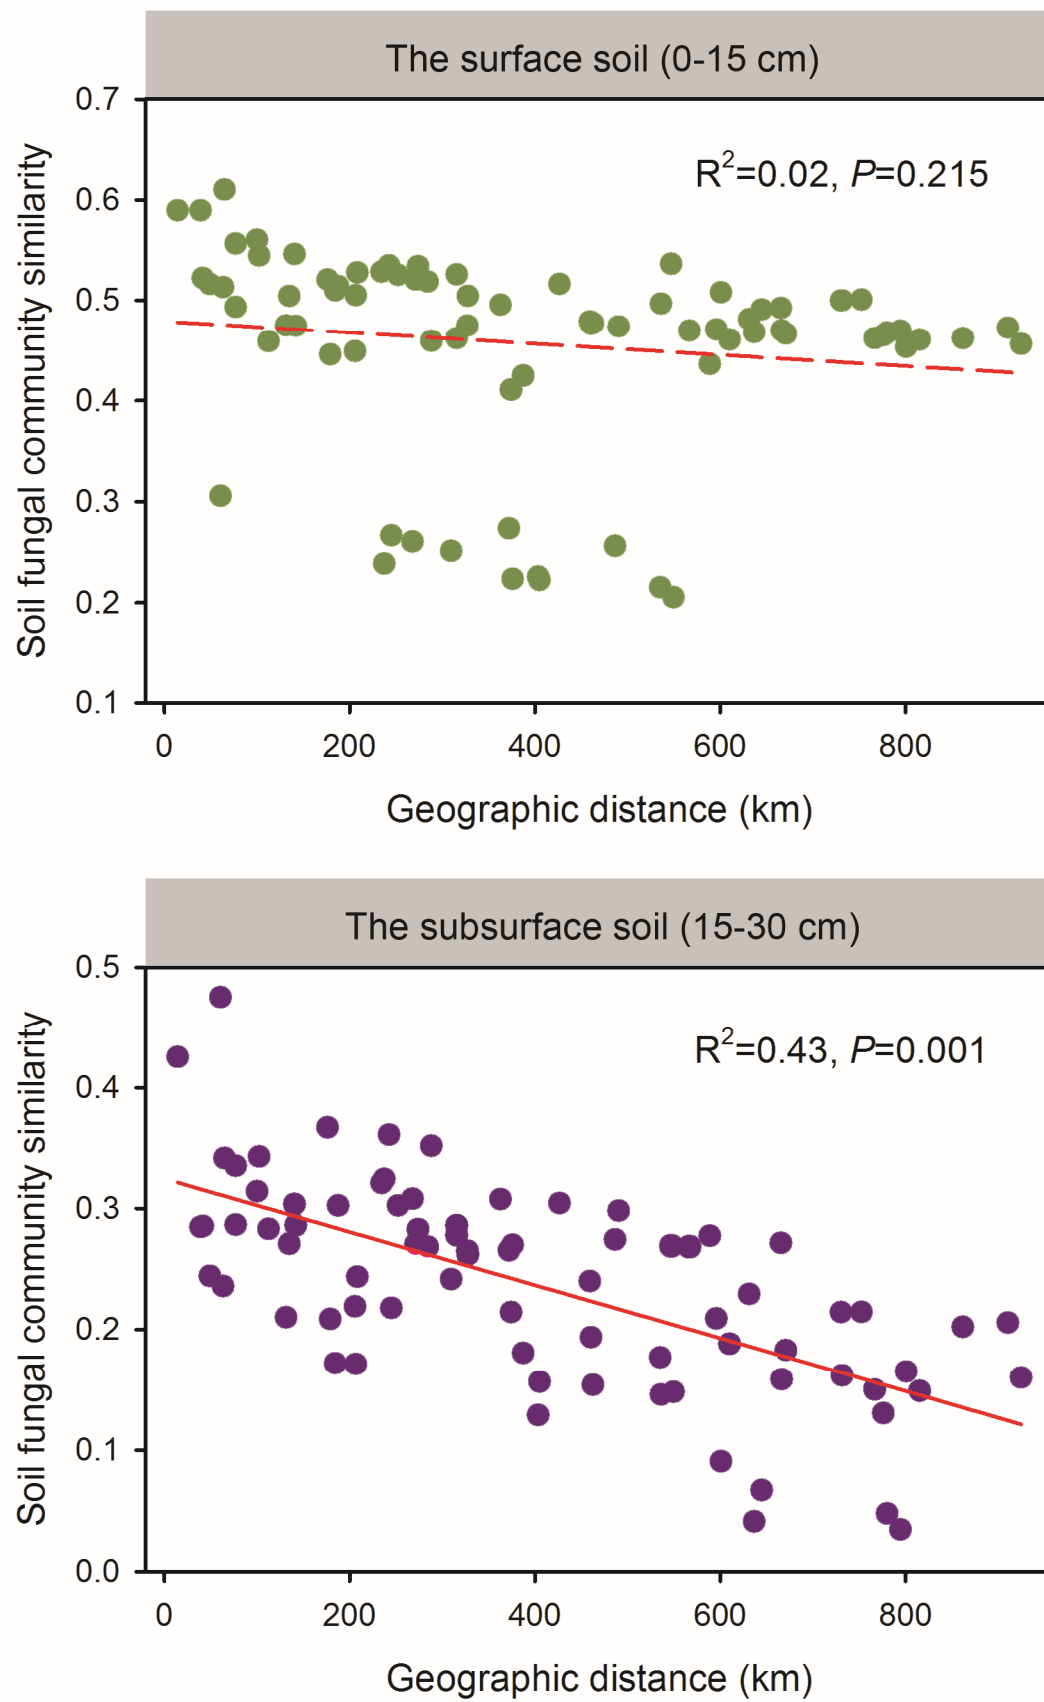 The surface soil (0-15 cm)
R²=0.02, P=0.215
Soil fungal community similarity
0.7
0.6
0.5
0.4
0.3
0.2
0.1
0 200 400 600 800
Geographic distance (km)
The subsurface soil (15-30 cm)
R²=0.43, P=0.001
Soil fungal community similarity
0.5
0.4
0.3
0.2
0.1
0.0
0 200 400 600 800
Geographic distance (km)